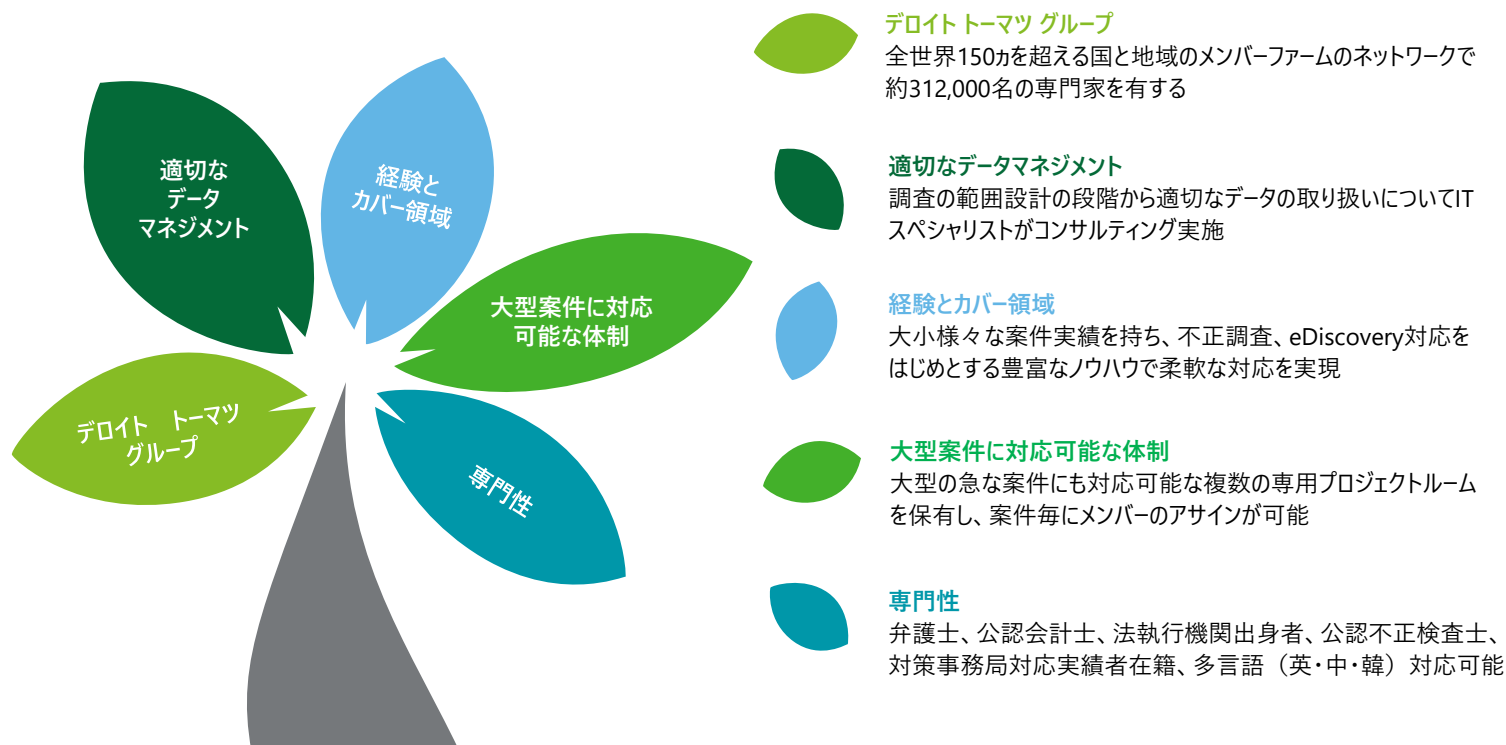 適切な
データ
マネジメント
経験と
カバー領域
大型案件に対応
可能な体制
デロイト　トーマツ
グループ
専門性
デロイト トーマツ グループ
全世界150ヵを超える国と地域のメンバーファームのネットワークで
約312,000名の専門家を有する
適切なデータマネジメント
調査の範囲設計の段階から適切なデータの取り扱いについてIT
スペシャリストがコンサルティング実施
経験とカバー領域
大小様々な案件実績を持ち、不正調査、eDiscovery対応を
はじめとする豊富なノウハウで柔軟な対応を実現
大型案件に対応可能な体制
大型の急な案件にも対応可能な複数の専用プロジェクトルーム
を保有し、案件毎にメンバーのアサインが可能
専門性
弁護士、公認会計士、法執行機関出身者、公認不正検査士、
対策事務局対応実績者在籍、多言語（英・中・韓）対応可能